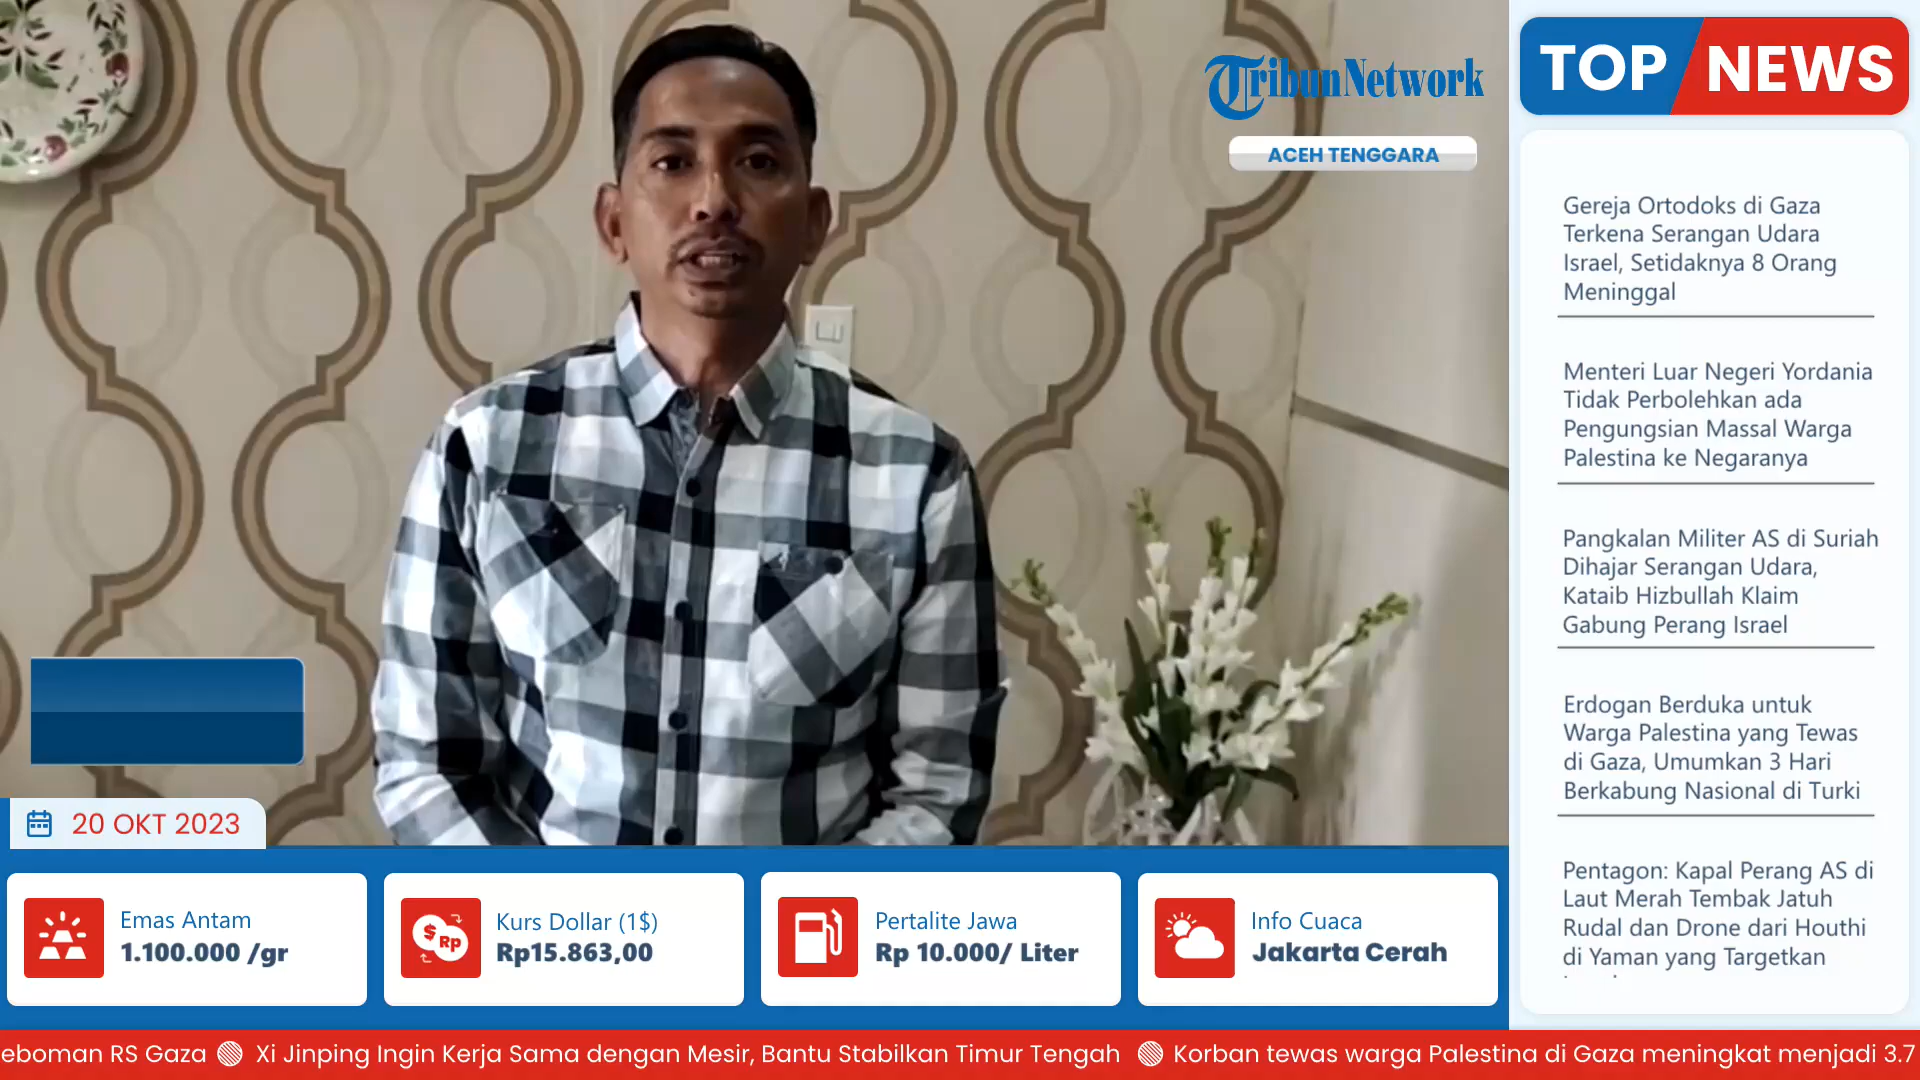 TribunNetwork
ACEH TENGGARA
TOP NEWS
Gereja Ortodoks di Gaza
Terkena Serangan Udara
Israel, Setidaknya 8 Orang
Meninggal
Menteri Luar Negeri Yordania
Tidak Perbolehkan ada
Pengungsian Massal Warga
Palestina ke Negaranya
Pangkalan Militer AS di Suriah
Dihajar Serangan Udara,
Kataib Hizbullah Klaim
Gabung Perang Israel
Erdogan Berduka untuk
Warga Palestina yang Tewas
di Gaza, Umumkan 3 Hari
Berkabung Nasional di Turki
Pentagon: Kapal Perang AS di
Laut Merah Tembak Jatuh
Rudal dan Drone dari Houthi
di Yaman yang Targetkan
20 OKT 2023
Emas Antam
1.100.000 /gr
Kurs Dollar (1$)
Rp15.863,00
$ Rp
Pertalite Jawa
Rp 10.000/ Liter
Info Cuaca
Jakarta Cerah
eboman RS Gaza Xi Jinping Ingin Kerja Sama dengan Mesir, Bantu Stabilkan Timur Tengah Korban tewas warga Palestina di Gaza meningkat menjadi 3.7